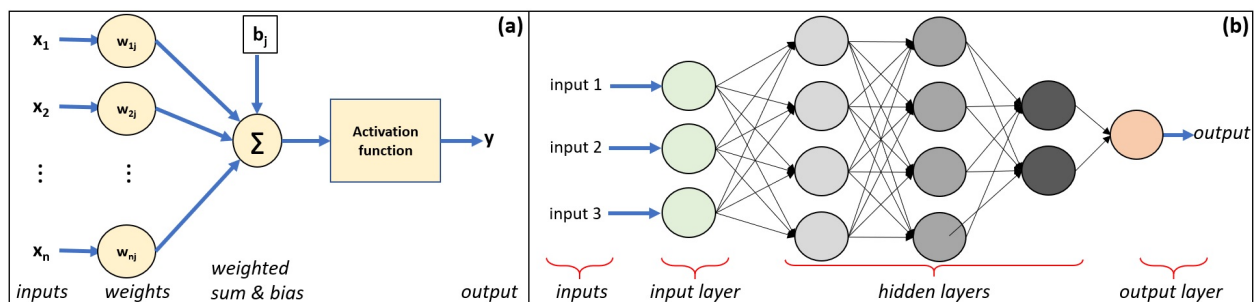 (a)
x1
w1j
bj
x2
w2j
Σ
Activation
function
y
⋮
⋮
xn
wnj
inputs
weights
weighted
sum & bias
output
(b)
input 1
input 2
input 3
output
inputs
input layer
hidden layers
output layer